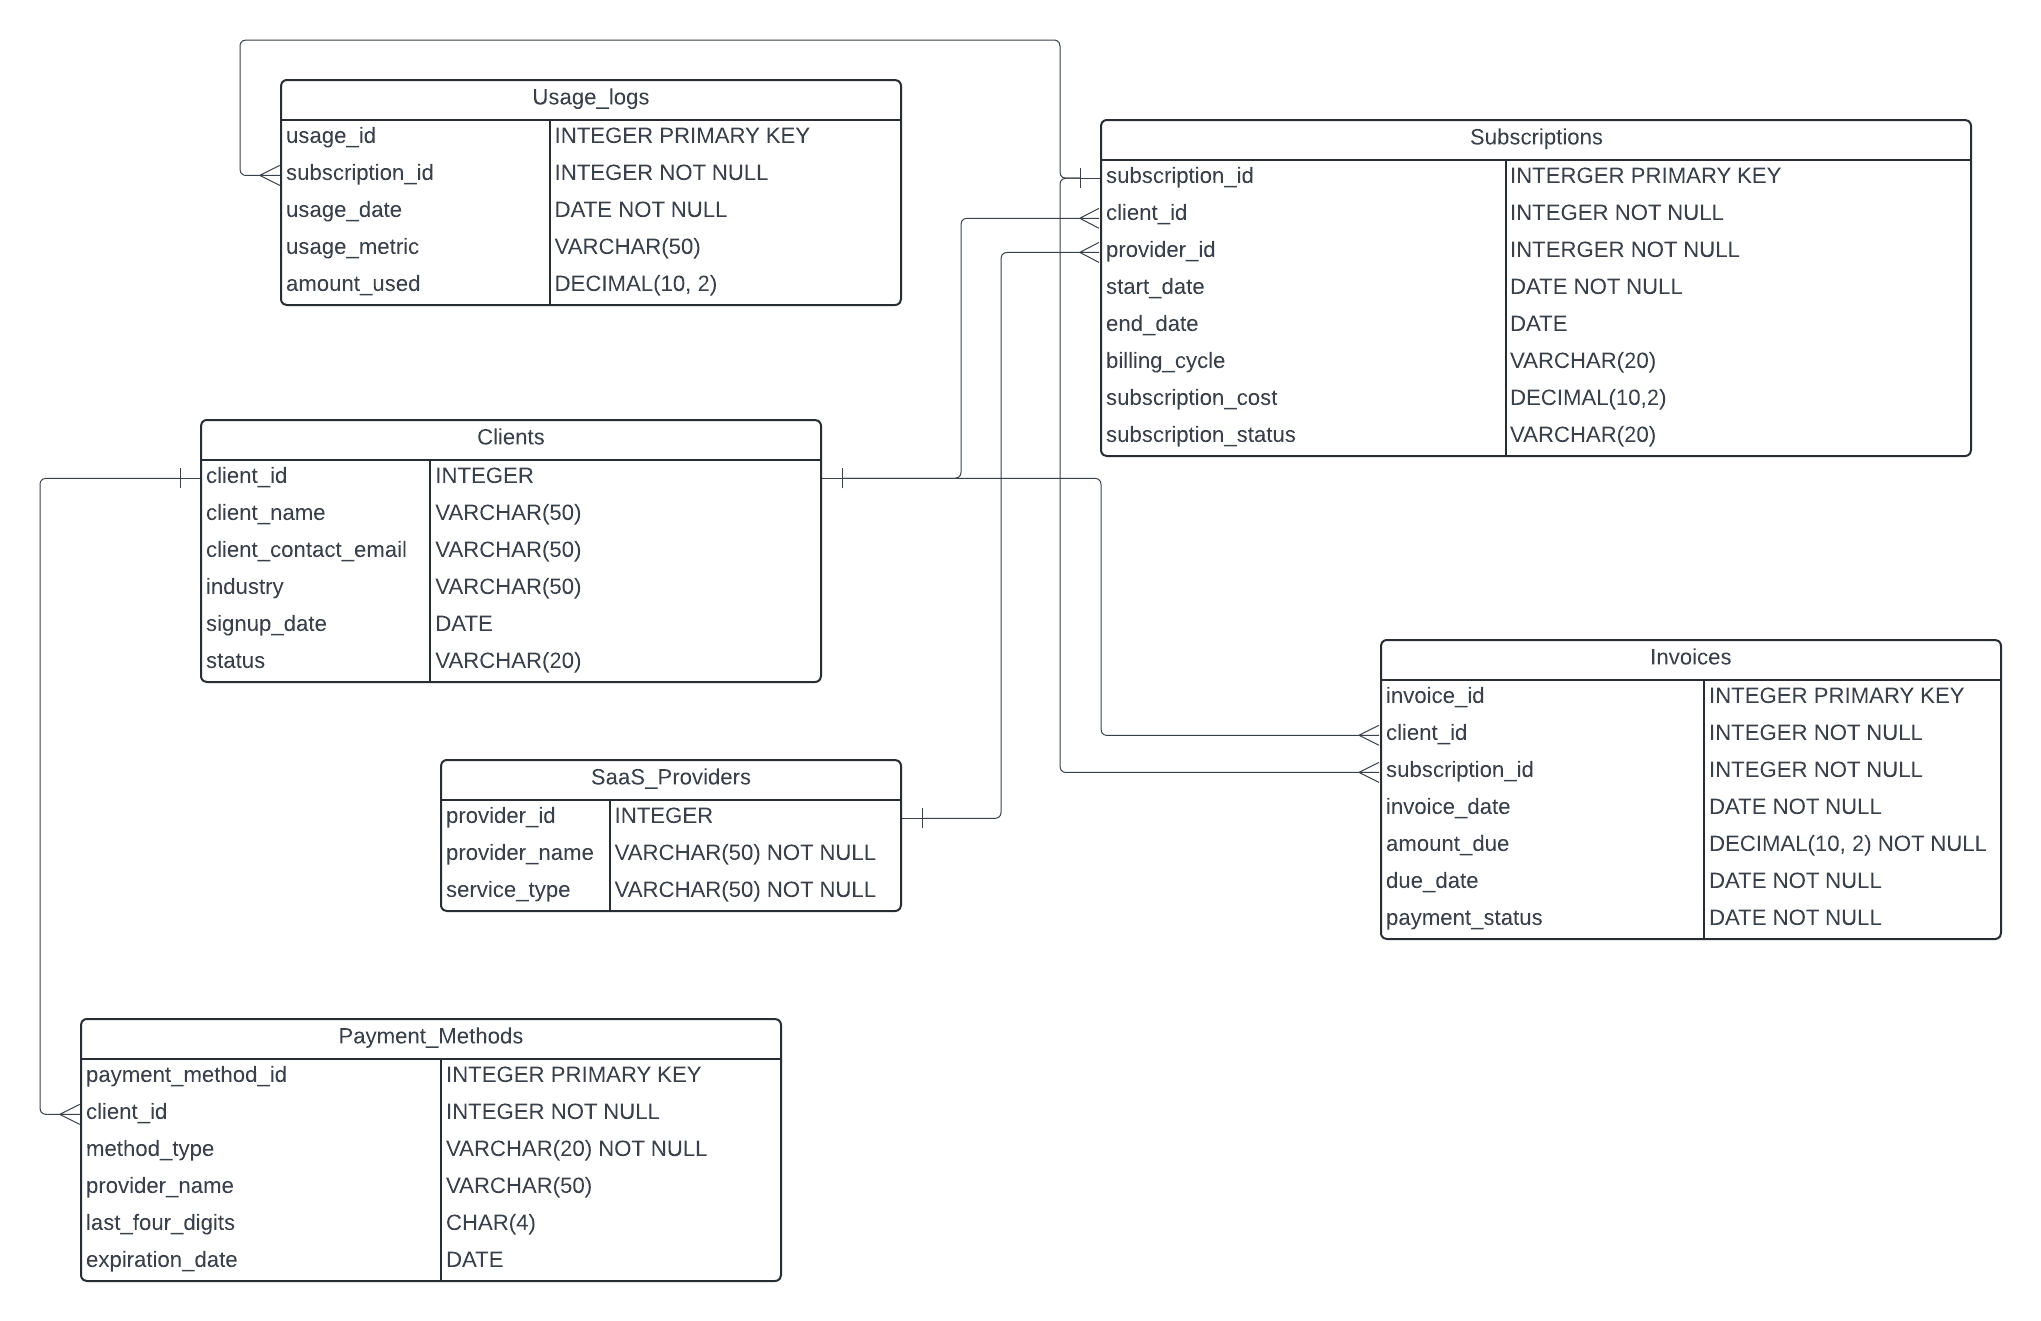 Usage_logs
usage_id INTEGER PRIMARY KEY
subscription_id INTEGER NOT NULL
usage_date DATE NOT NULL
usage_metric VARCHAR(50)
amount_used DECIMAL(10, 2)
Subscriptions
subscription_id INTERGER PRIMARY KEY
client_id INTEGER NOT NULL
provider_id INTERGER NOT NULL
start_date DATE NOT NULL
end_date DATE
billing_cycle VARCHAR(20)
subscription_cost DECIMAL(10,2)
subscription_status VARCHAR(20)
Clients
client_id INTEGER
client_name VARCHAR(50)
client_contact_email VARCHAR(50)
industry VARCHAR(50)
signup_date DATE
status VARCHAR(20)
Invoices
invoice_id INTEGER PRIMARY KEY
client_id INTEGER NOT NULL
subscription_id INTEGER NOT NULL
invoice_date DATE NOT NULL
amount_due DECIMAL(10, 2) NOT NULL
due_date DATE NOT NULL
payment_status DATE NOT NULL
SaaS_Providers
provider_id INTEGER
provider_name VARCHAR(50) NOT NULL
service_type VARCHAR(50) NOT NULL
Payment_Methods
payment_method_id INTEGER PRIMARY KEY
client_id INTEGER NOT NULL
method_type VARCHAR(20) NOT NULL
provider_name VARCHAR(50)
last_four_digits CHAR(4)
expiration_date DATE